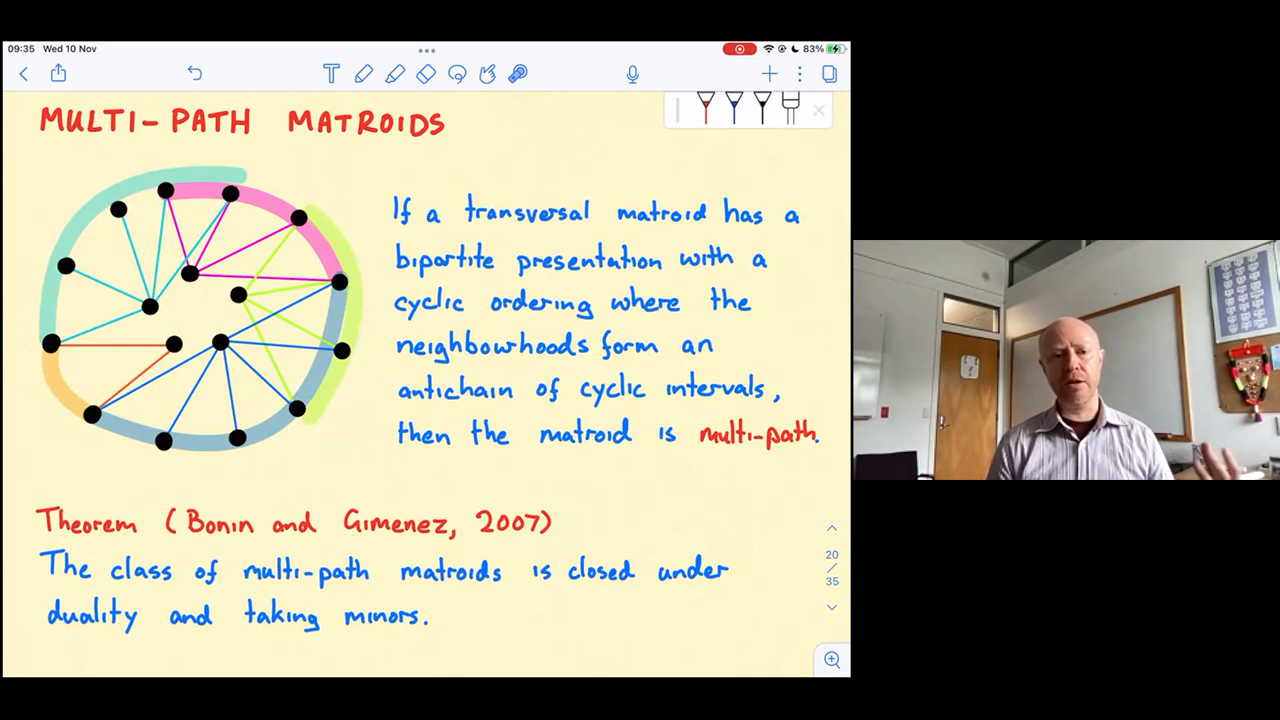 09:35 Wed 10 Nov
83%
MULTI-PATH MATROIDS
If a transversal matroid has a
bipartite presentation with a
cyclic ordering where the
neighbourhoods form an
antichain of cyclic intervals,
then the matroid is multi-path.
Theorem (Bonin and Gimenez, 2007)
The class of multi-path matroids is closed under
duality and taking minors.
20
/
35